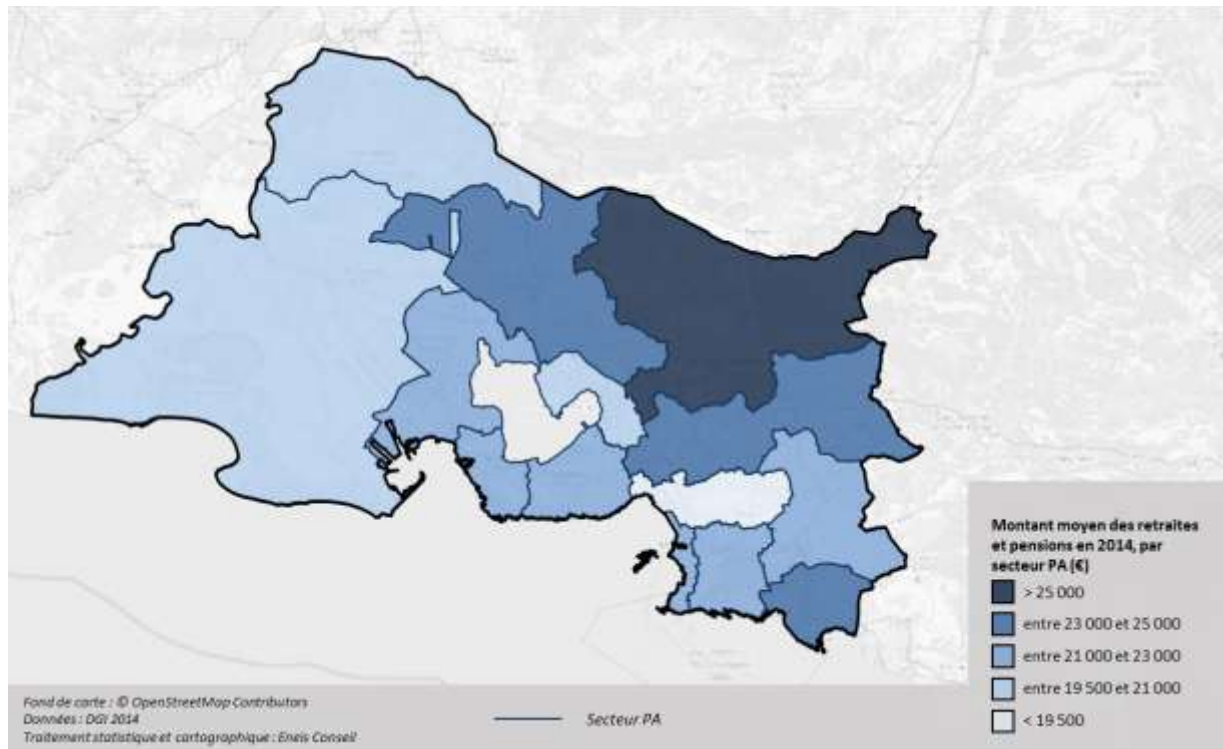 Montant moyen des retraites
et pensions en 2014, par
secteur PA (€)
> 25 000
entre 23 000 et 25 000
entre 21 000 et 23 000
entre 19 500 et 21 000
< 19 500
Fond de carte : © OpenStreetMap Contributors
Données : DGI 2014
Traitement statistique et cartographique : Eneis Conseil
Secteur PA